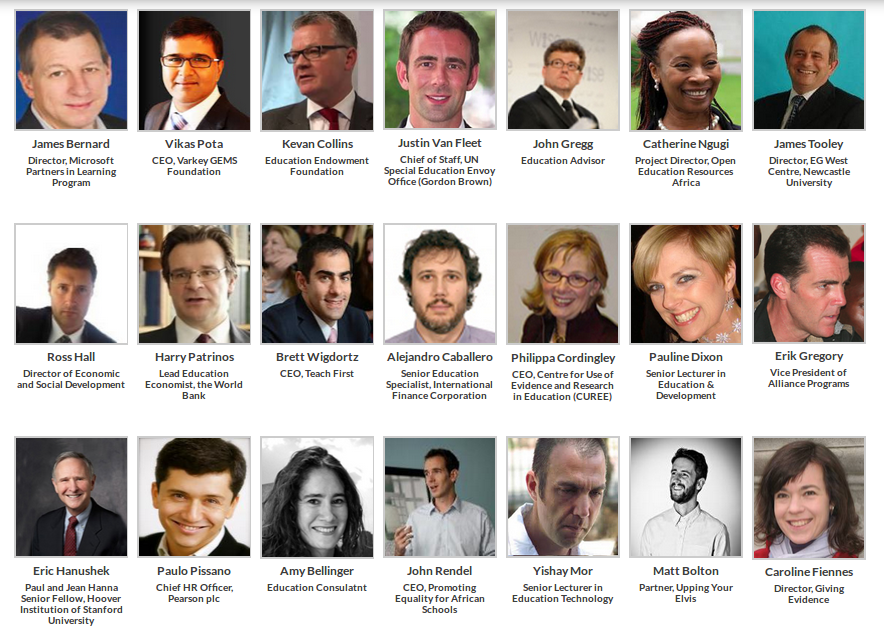 James Bernard
Director, Microsoft
Partners in Learning
Program
Vikas Pota
CEO, Varkey GEMS
Foundation
Kevan Collins
Education Endowment
Foundation
Justin Van Fleet
Chief of Staff, UN
Special Education Envoy
Office (Gordon Brown)
John Gregg
Education Advisor
Catherine Ngugi
Project Director, Open
Education Resources
Africa
James Tooley
Director, EG West
Centre, Newcastle
University
Ross Hall
Director of Economic
and Social Development
Harry Patrinos
Lead Education
Economist, the World
Bank
Brett Wigdortz
CEO, Teach First
Alejandro Caballero
Senior Education
Specialist, International
Finance Corporation
Philippa Cordingley
CEO, Centre for Use of
Evidence and Research
in Education (CUREE)
Pauline Dixon
Senior Lecturer in
Education &
Development
Erik Gregory
Vice President of
Alliance Programs
Eric Hanushek
Paul and Jean Hanna
Senior Fellow, Hoover
Institution of Stanford
University
Paulo Pissano
Chief HR Officer,
Pearson plc
Amy Bellinger
Education Consulatnt
John Rendel
CEO, Promoting
Equality for African
Schools
Yishay Mor
Senior Lecturer in
Education Technology
Matt Bolton
Partner, Upping Your
Elvis
Caroline Fiennes
Director, Giving
Evidence